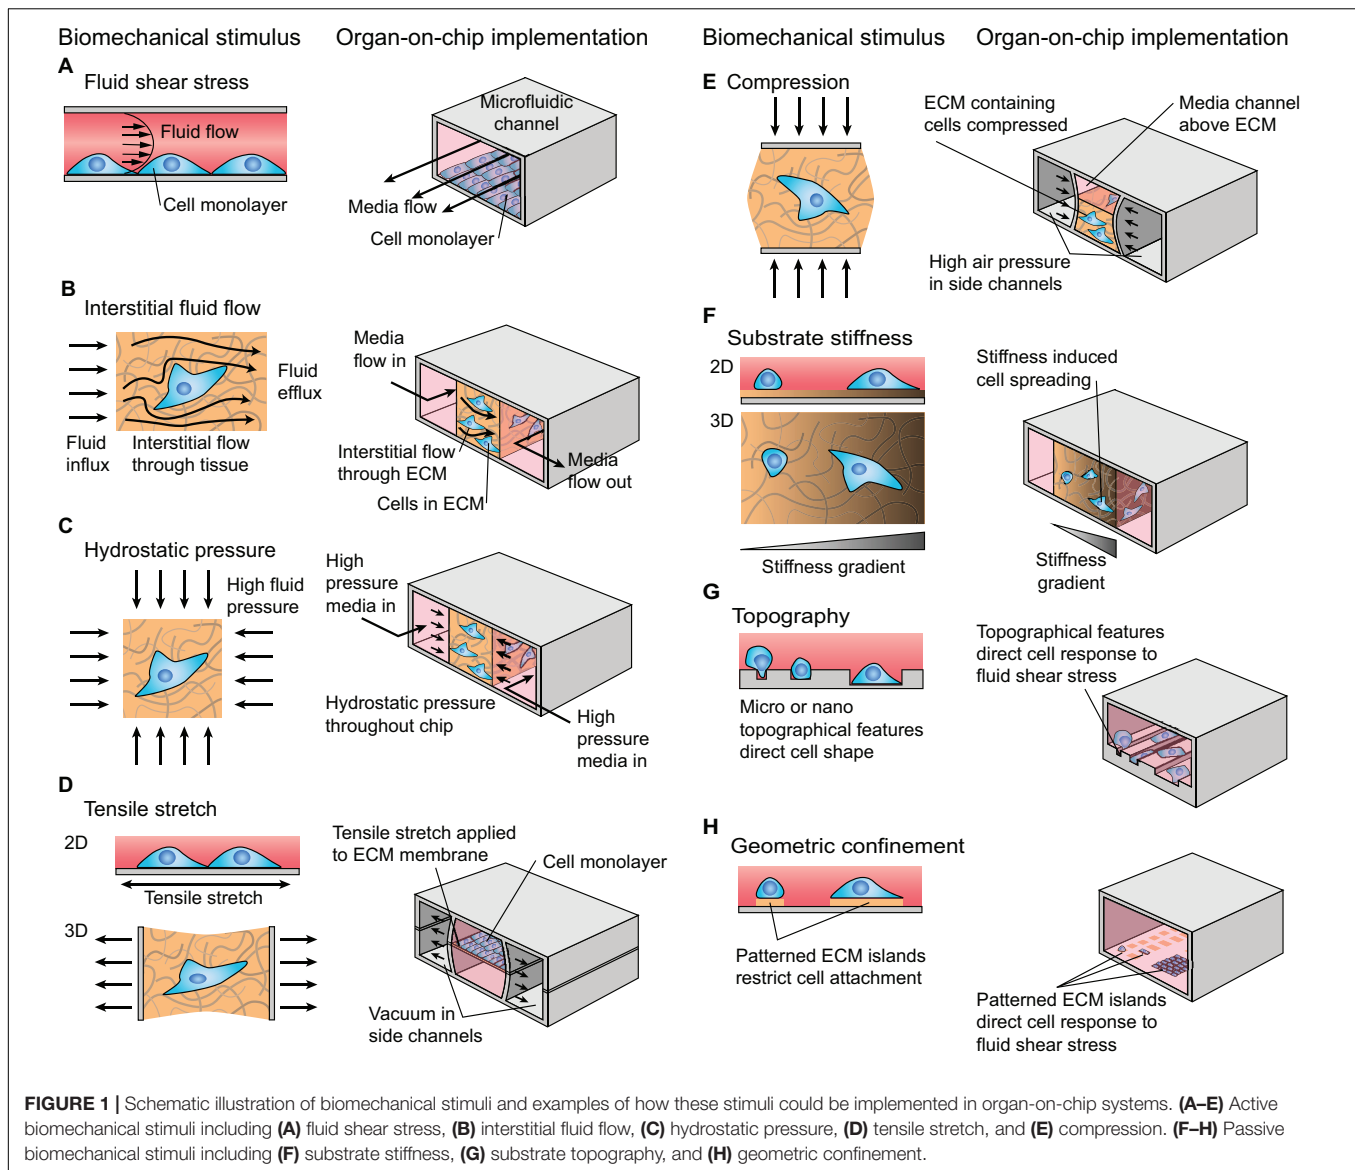 Biomechanical stimulus
Organ-on-chip implementation
A
Fluid shear stress
Fluid flow
Cell monolayer
Microfluidic
channel
Media flow
Cell monolayer
B
Interstitial fluid flow
Fluid
influx
Interstitial flow
through tissue
Fluid
efflux
Media
flow in
Interstitial flow
through ECM
Cells in ECM
Media
flow out
C
Hydrostatic pressure
High fluid
pressure
High
pressure
media in
Hydrostatic pressure
throughout chip
High
pressure
media in
D
Tensile stretch
2D
Tensile stretch
3D
Tensile stretch applied
to ECM membrane
Cell monolayer
Vacuum in
side channels
Biomechanical stimulus
Organ-on-chip implementation
E
Compression
ECM containing
cells compressed
Media channel
above ECM
High air pressure
in side channels
F
Substrate stiffness
2D
3D
Stiffness gradient
Stiffness induced
cell spreading
Stiffness
gradient
G
Topography
Micro or nano
topographical features
direct cell shape
Topographical features
direct cell response to
fluid shear stress
H
Geometric confinement
Patterned ECM islands
restrict cell attachment
Patterned ECM islands
direct cell response to
fluid shear stress
FIGURE 1 | Schematic illustration of biomechanical stimuli and examples of how these stimuli could be implemented in organ-on-chip systems. (A–E) Active
biomechanical stimuli including (A) fluid shear stress, (B) interstitial fluid flow, (C) hydrostatic pressure, (D) tensile stretch, and (E) compression. (F–H) Passive
biomechanical stimuli including (F) substrate stiffness, (G) substrate topography, and (H) geometric confinement.